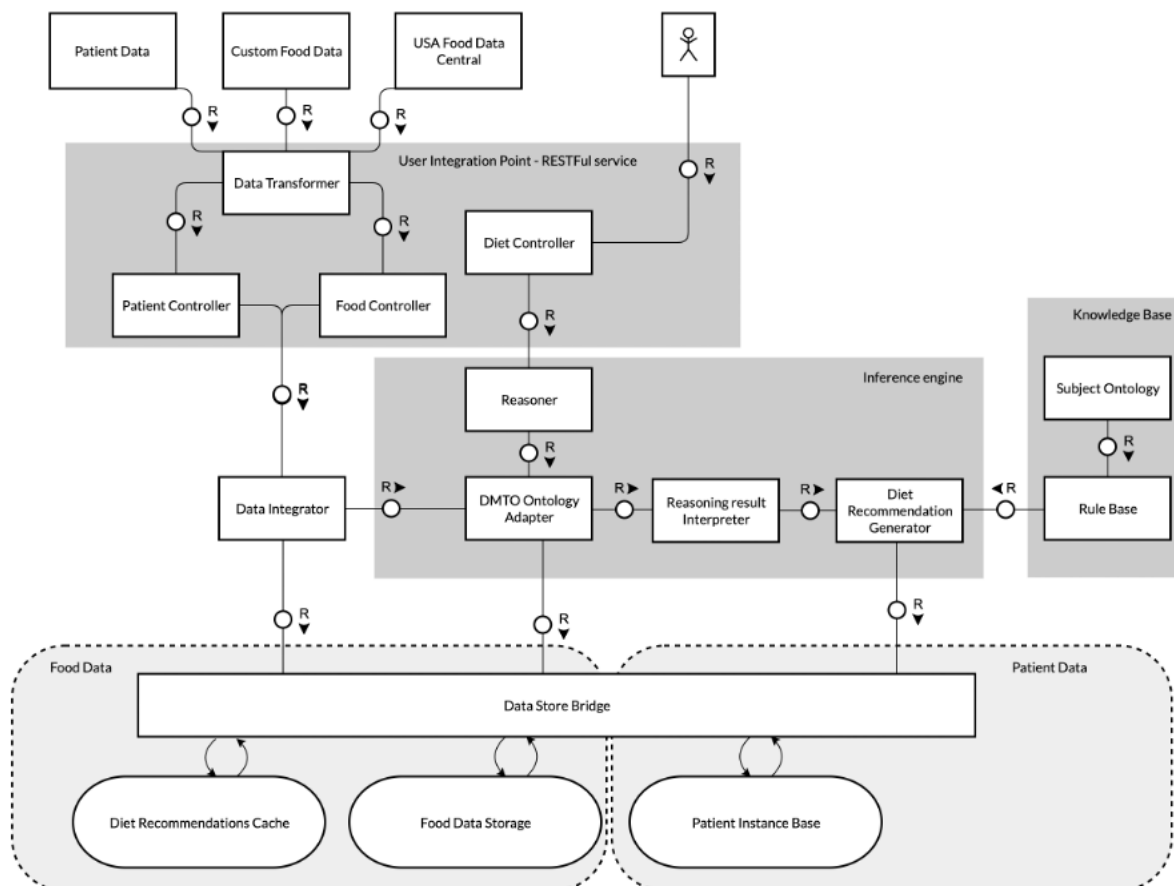 Patient Data
Custom Food Data
USA Food Data
Central
R
R
R
R
User Integration Point - RESTFul service
Data Transformer
R
R
Diet Controller
Patient Controller
Food Controller
R
Knowledge Base
R
Inference engine
Reasoner
Subject Ontology
R
R
R
DMTO Ontology
Adapter
R
Reasoning result
Interpreter
R
Diet
Recommendation
Generator
R
Data Integrator
Rule Base
R
R
R
Food Data
Patient Data
Data Store Bridge
Diet Recommendations Cache
Food Data Storage
Patient Instance Base